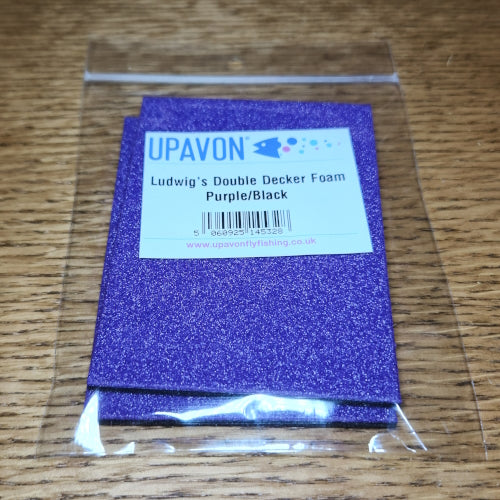 UPAVON®
Ludwig's Double Decker Foam
Purple/Black
5 060925 145328
www.upavonflyfishing.co.uk